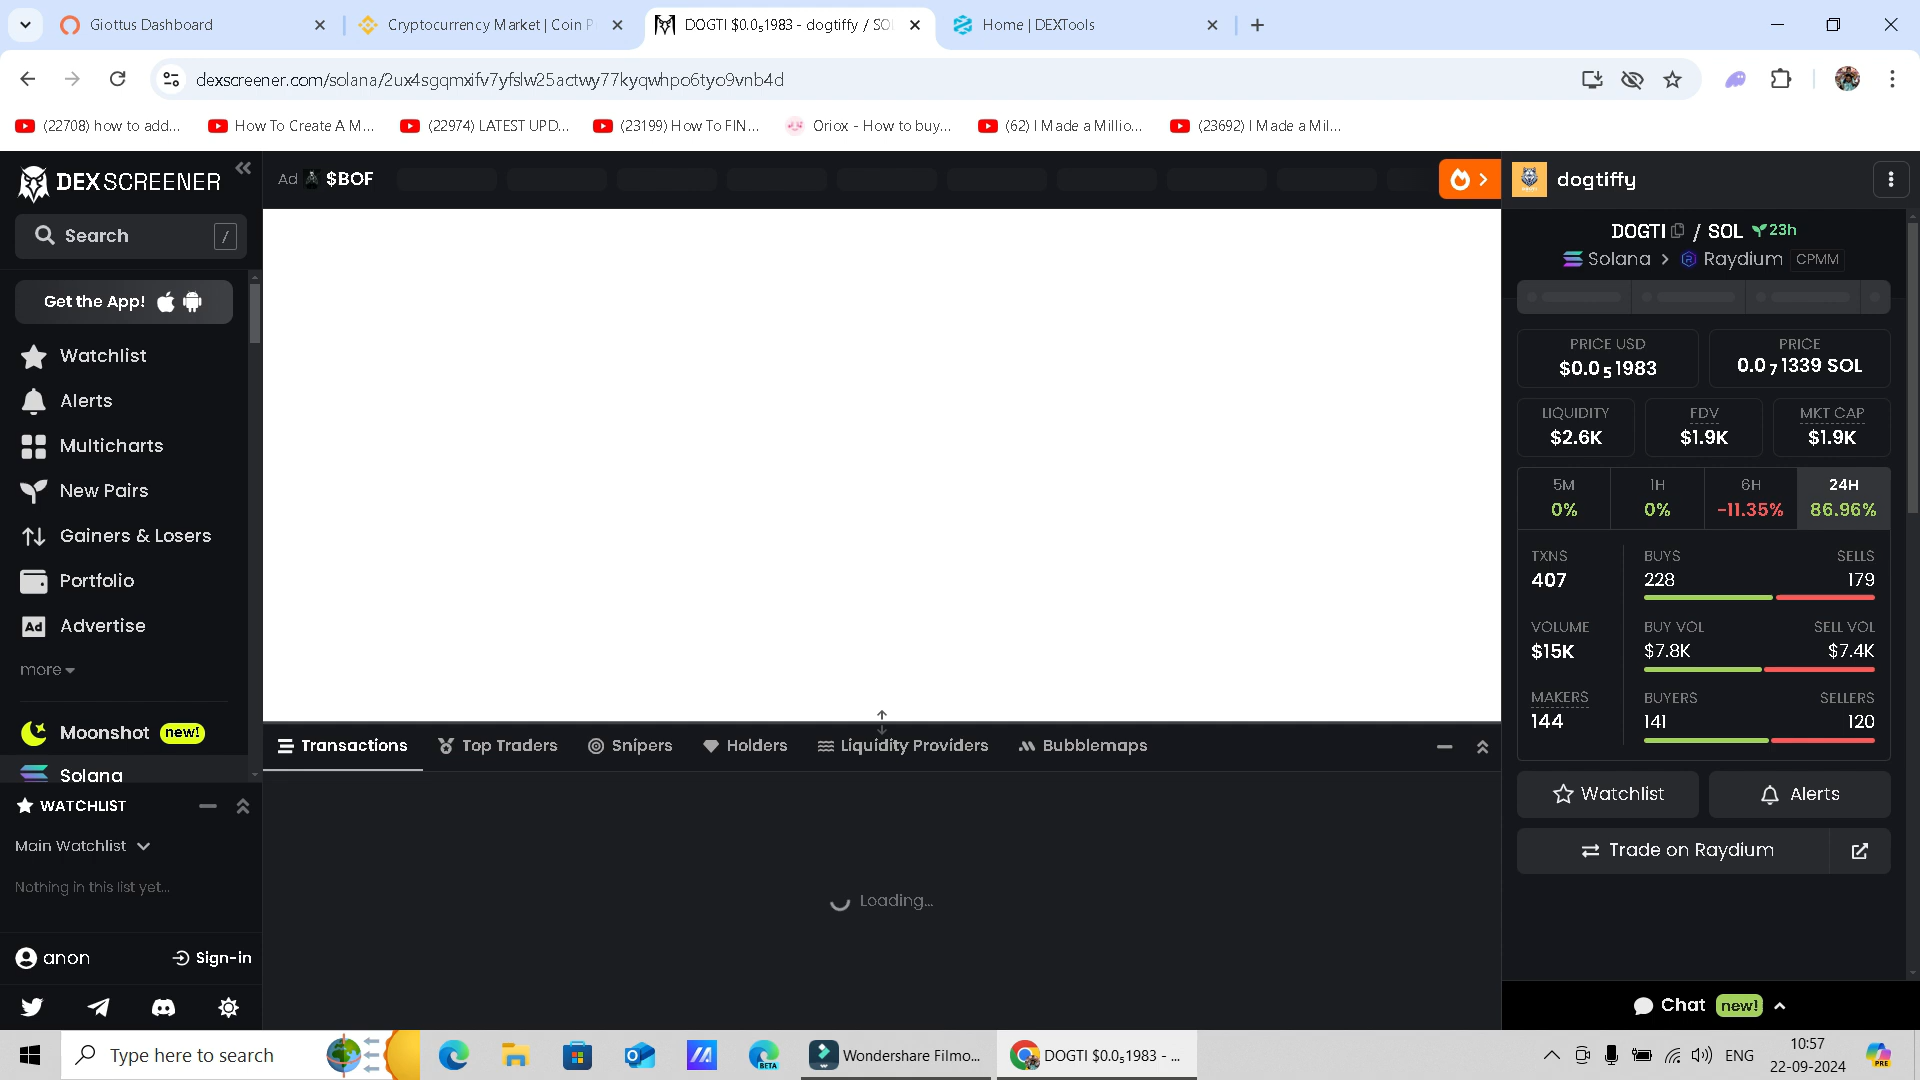 Giottus Dashboard
Cryptocurrency Market | Coin P
DOGTI $0.0₅1983 - dogtiffy / SO
Home | DEXTools
dexscreener.com/solana/2ux4sgqmxifv7yfslw25actwy77kyqwhpo6tyo9vnb4d
(22708) how to add...
How To Create A M...
(22974) LATEST UPD...
(23199) How To FIN...
Oriox - How to buy...
(62) I Made a Millio...
(23692) I Made a Mil...
DEX SCREENER
Search /
Get the App!
Watchlist
Alerts
Multicharts
New Pairs
Gainers & Losers
Portfolio
Ad Advertise
more
Moonshot new!
Solana
WATCHLIST
Main Watchlist
Nothing in this list yet...
anon Sign-in
Ad $BOF
Transactions Top Traders Snipers Holders Liquidity Providers Bubblemaps
Loading...
dogtiffy
DOGTI / SOL 23h
Solana > Raydium CPMM
PRICE USD
$0.0₅1983
PRICE
0.0₇1339 SOL
LIQUIDITY
$2.6K
FDV
$1.9K
MKT CAP
$1.9K
5M
0%
1H
0%
6H
-11.35%
24H
86.96%
TXNS
407
BUYS
228
SELLS
179
VOLUME
$15K
BUY VOL
$7.8K
SELL VOL
$7.4K
MAKERS
144
BUYERS
141
SELLERS
120
Watchlist
Alerts
Trade on Raydium
Chat new!
Type here to search
BETA
Wondershare Filmo...
DOGTI $0.0₅1983 - ...
ENG
10:57
22-09-2024
PRE